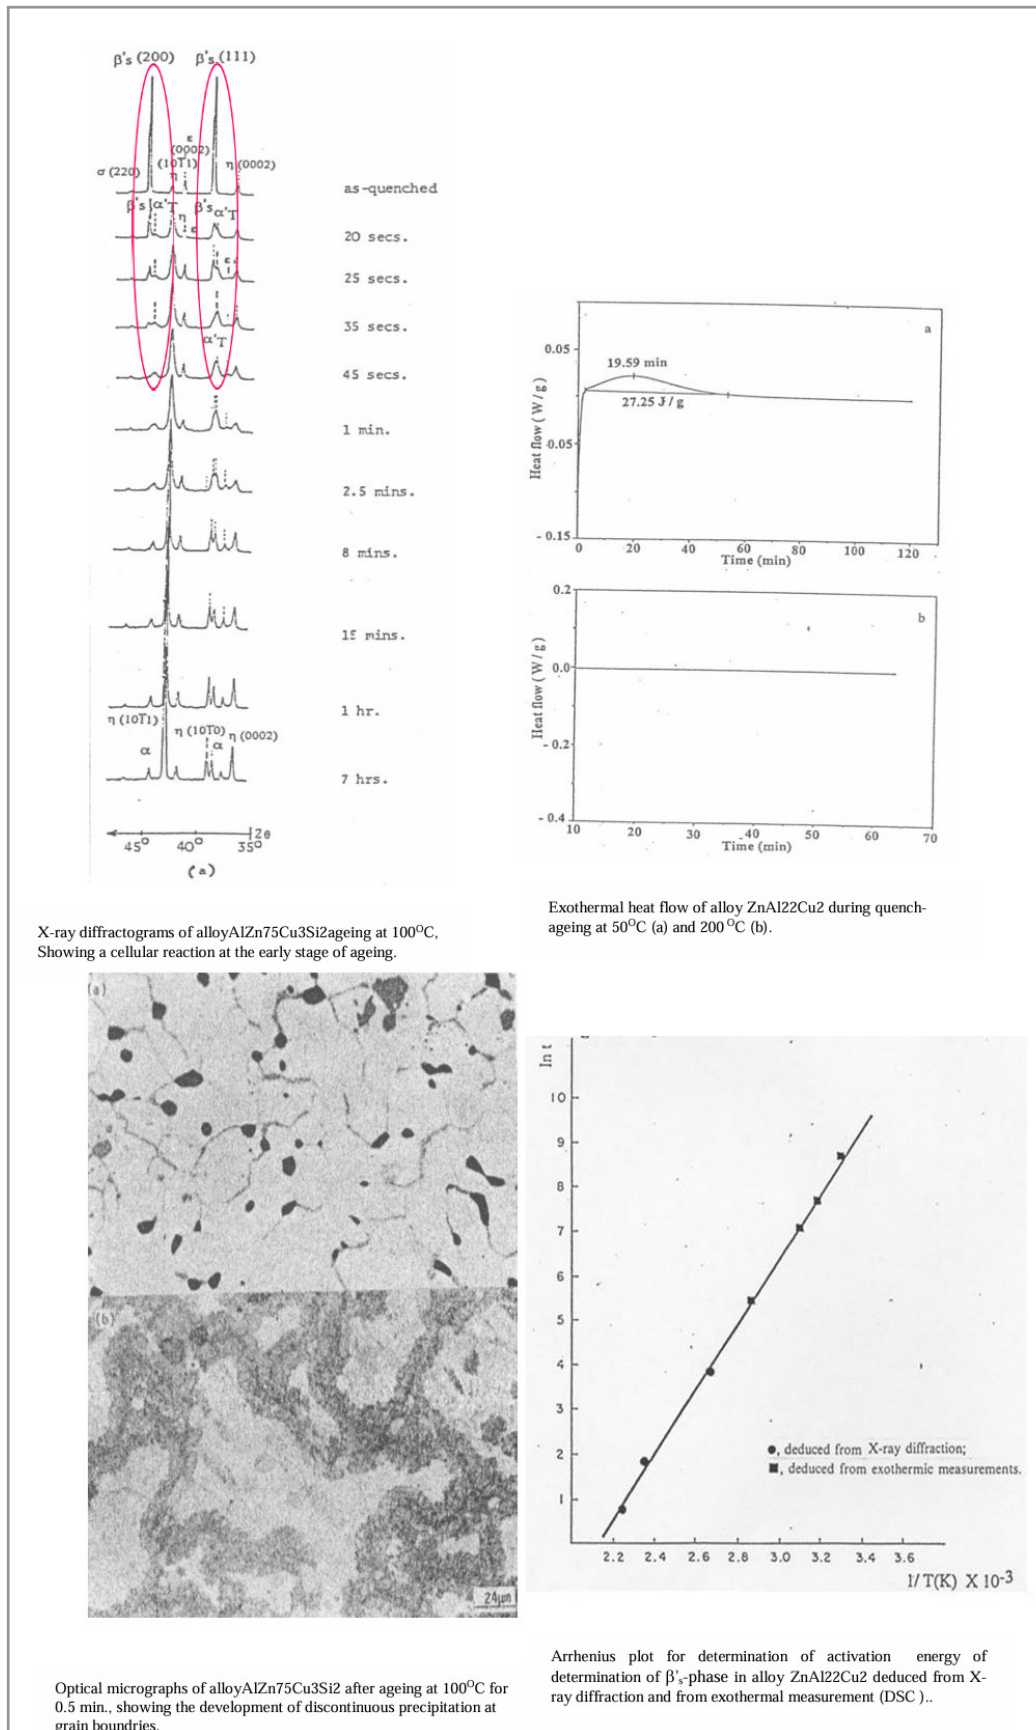 β's (200) β's (111)
ε
(0002)
σ (220) (10T1) η (0002)
η
as-quenched
β's α'T η β's α'T
ε
20 secs.
ε
25 secs.
35 secs.
α'T
45 secs.
1 min.
2.5 mins.
8 mins.
15 mins.
1 hr.
η (10T1) η (10T0) η (0002)
α α
7 hrs.
2θ
45° 40° 35°
(a)
X-ray diffractograms of alloyAlZn75Cu3Si2ageing at 100ᴼC,
Showing a cellular reaction at the early stage of ageing.
a
0.05
19.59 min
27.25 J/g
0.05
- 0.15
Heat flow ( W / g )
0 20 40 60 80 100 120
Time (min)
0.2
b
0.0
- 0.2
- 0.4
Heat flow ( W / g )
10 20 30 40 50 60 70
Time (min)
Exothermal heat flow of alloy ZnAl22Cu2 during quench-
ageing at 50ᴼC (a) and 200 ᴼC (b).
(a)
(b)
24μm
Optical micrographs of alloyAlZn75Cu3Si2 after ageing at 100ᴼC for
0.5 min., showing the development of discontinuous precipitation at
grain boundries.
ln t
10
9
8
7
6
5
4
3
2
1
●, deduced from X-ray diffraction;
■, deduced from exothermic measurements.
2.2 2.4 2.6 2.8 3.0 3.2 3.4 3.6
1/ T(K) X 10⁻³
Arrhenius plot for determination of activation energy of
determination of β's-phase in alloy ZnAl22Cu2 deduced from X-
ray diffraction and from exothermal measurement (DSC )..